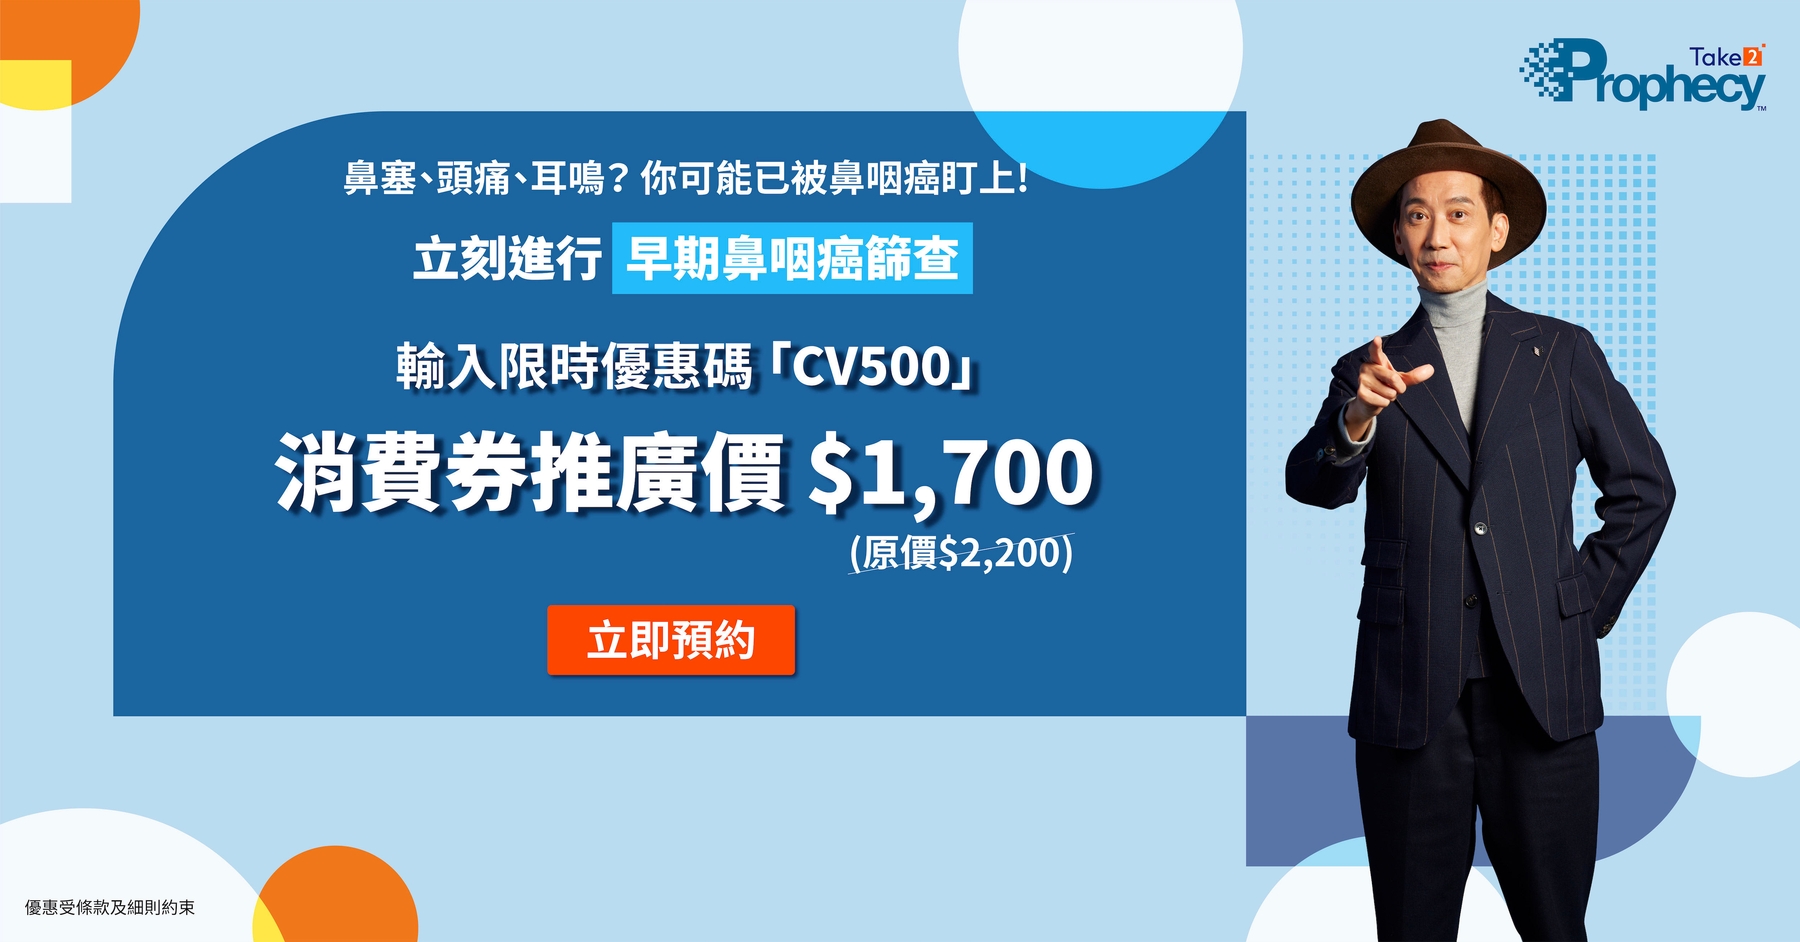 Take2
Prophecy™
鼻塞、頭痛、耳鳴？你可能已被鼻咽癌盯上！
立刻進行 早期鼻咽癌篩查
輸入限時優惠碼「CV500」
消費券推廣價 $1,700
(原價$2,200)
立即預約
優惠受條款及細則約束